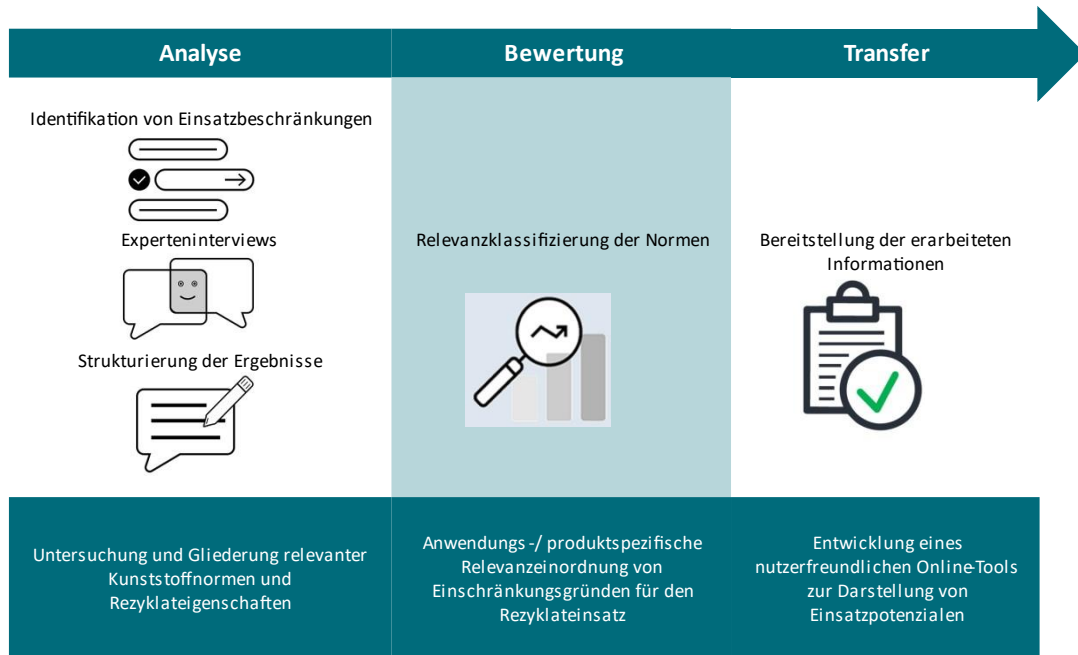 Analyse
Bewertung
Transfer
Identifikation von Einsatzbeschränkungen
Experteninterviews
Strukturierung der Ergebnisse
Relevanzklassifizierung der Normen
Bereitstellung der erarbeiteten
Informationen
Untersuchung und Gliederung relevanter
Kunststoffnormen und
Rezyklateigenschaften
Anwendungs-/ produktspezifische
Relevanzeinordnung von
Einschränkungsgründen für den
Rezyklateinsatz
Entwicklung eines
nutzerfreundlichen Online-Tools
zur Darstellung von
Einsatzpotenzialen